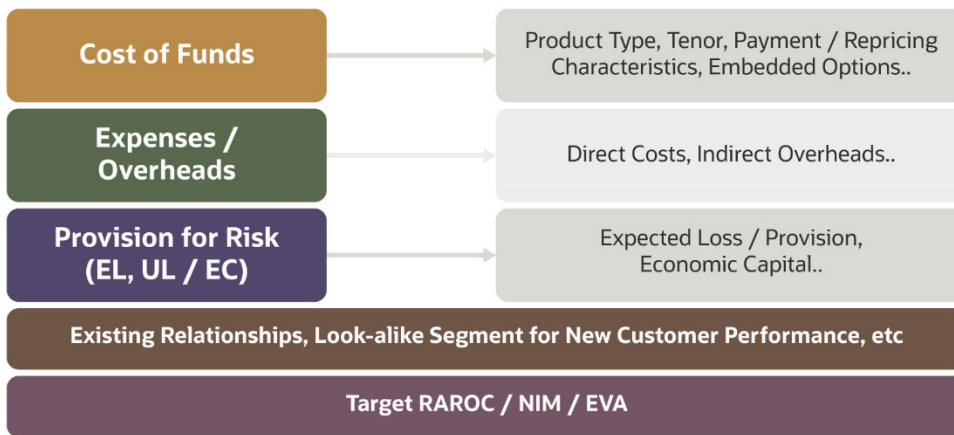 Cost of Funds
Product Type, Tenor, Payment / Repricing
Characteristics, Embedded Options..
Expenses /
Overheads
Direct Costs, Indirect Overheads..
Provision for Risk
(EL, UL / EC)
Expected Loss / Provision,
Economic Capital..
Existing Relationships, Look-alike Segment for New Customer Performance, etc
Target RAROC / NIM / EVA